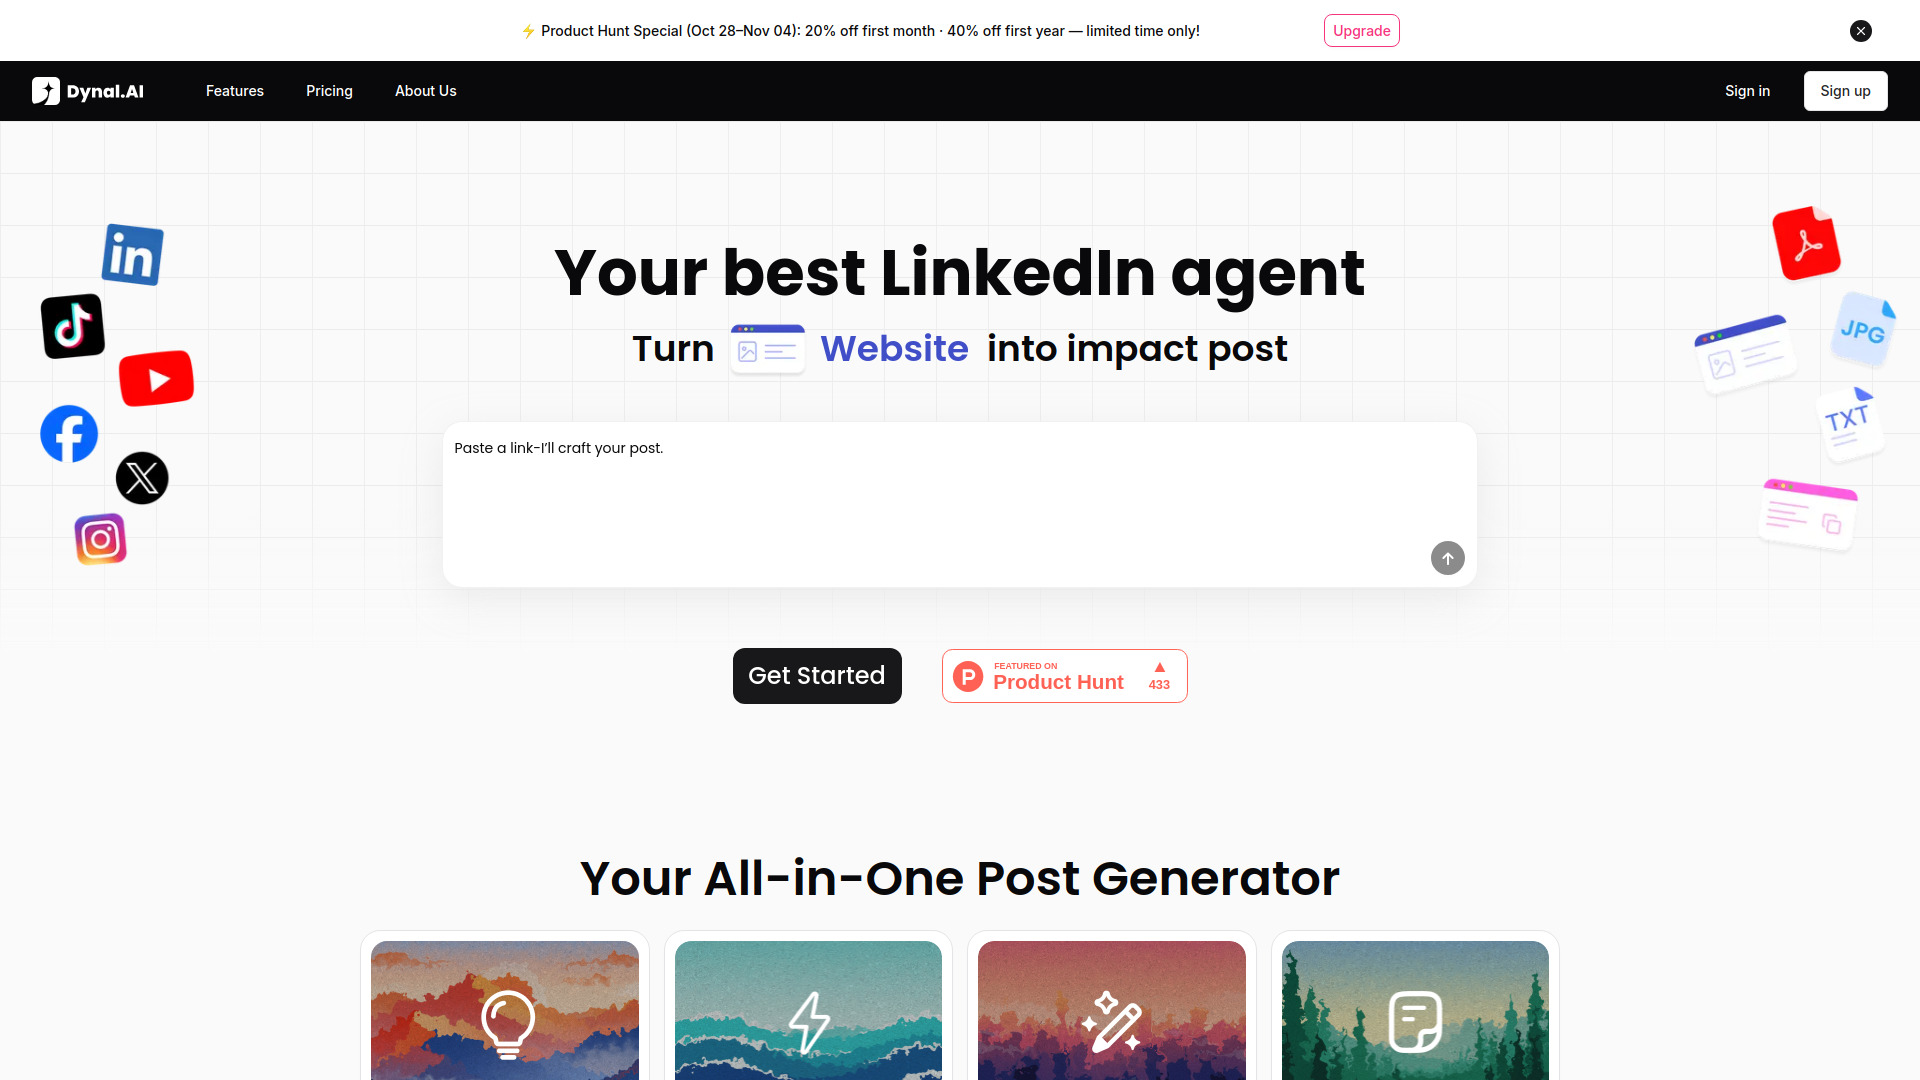 ⚡ Product Hunt Special (Oct 28–Nov 04): 20% off first month · 40% off first year — limited time only!
Upgrade
Dynal.AI
Features
Pricing
About Us
Sign in
Sign up
in
JPG
TXT
Your best LinkedIn agent
Turn Website into impact post
Paste a link-I'll craft your post.
Get Started
P
FEATURED ON
Product Hunt
▲
433
Your All-in-One Post Generator